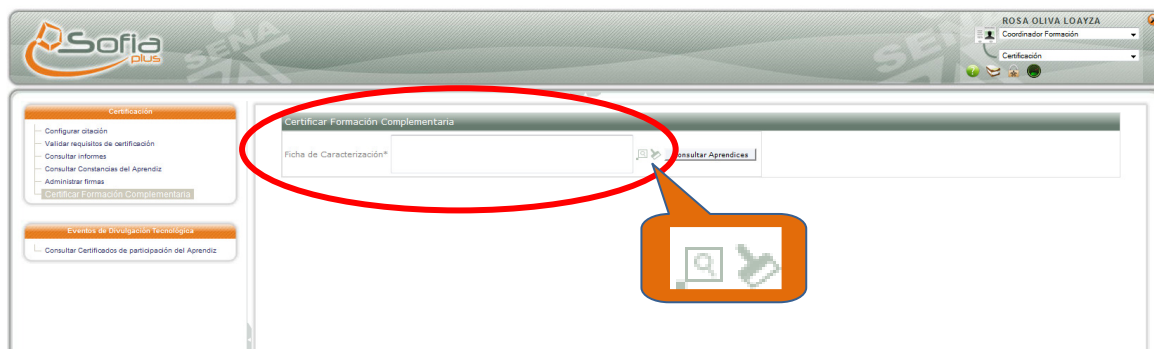 Sofia
plus
SENA
SENA
ROSA OLIVA LOAYZA
Coordinador Formación
Certificación
Certificación
Configurar citación
Validar requisitos de certificación
Consultar informes
Consultar Constancias del Aprendiz
Administrar firmas
Certificar Formación Complementaria
Eventos de Divulgación Tecnológica
Consultar Certificados de participación del Aprendiz
Certificar Formación Complementaria
Ficha de Caracterización*
Consultar Aprendices